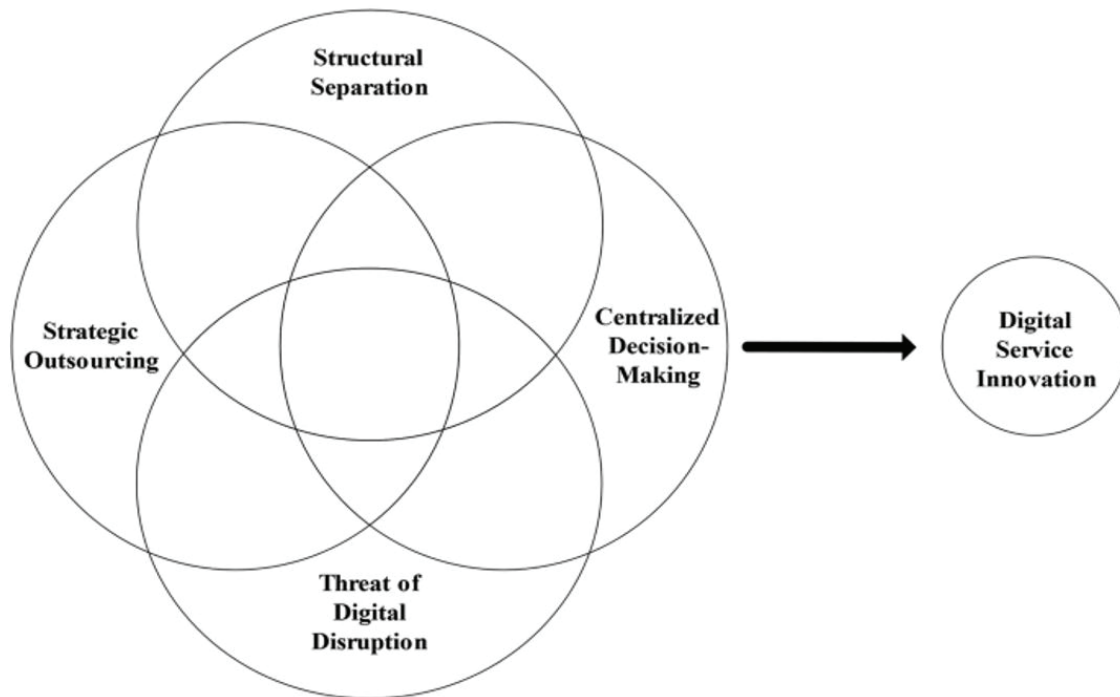 Structural
Separation
Strategic
Outsourcing
Centralized
Decision-
Making
Digital
Service
Innovation
Threat of
Digital
Disruption